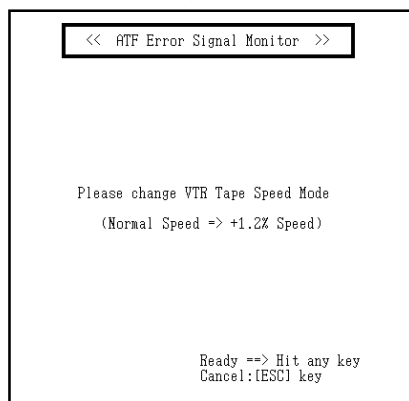 << ATF Error Signal Monitor >>
Please change VTR Tape Speed Mode
(Normal Speed => +1.2% Speed)
Ready ==> Hit any key
Cancel:[ESC] key